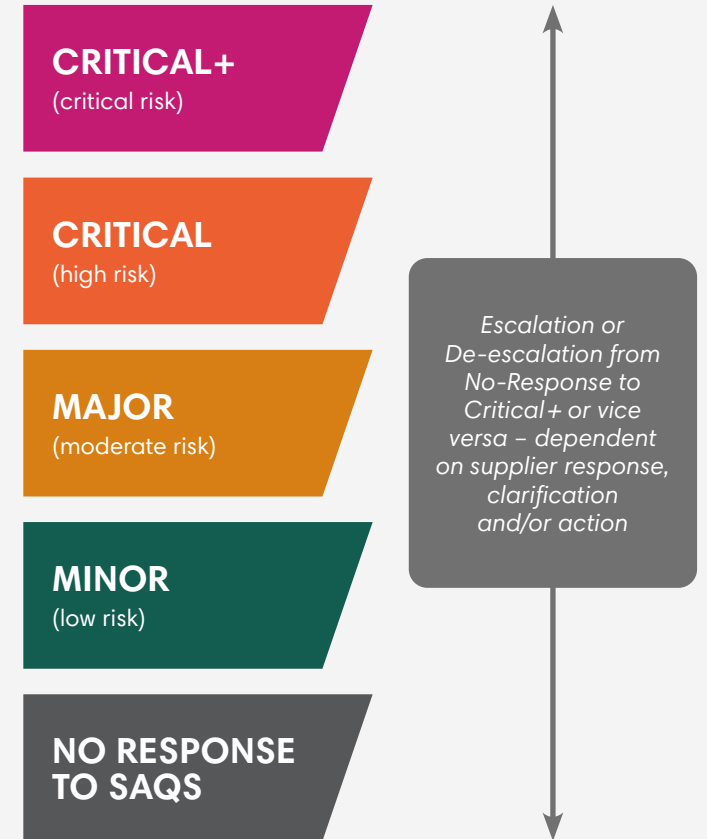 CRITICAL+
(critical risk)
CRITICAL
(high risk)
MAJOR
(moderate risk)
MINOR
(low risk)
NO RESPONSE
TO SAQS
Escalation or
De-escalation from
No-Response to
Critical+ or vice
versa – dependent
on supplier response,
clarification
and/or action